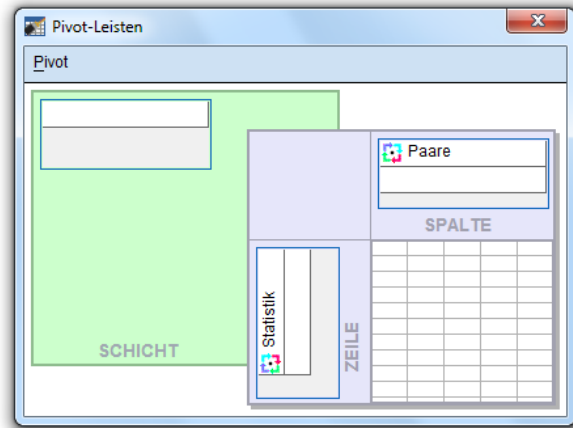 Pivot-Leisten
Pivot
Paare
SPALTE
Statistik
ZEILE
SCHICHT